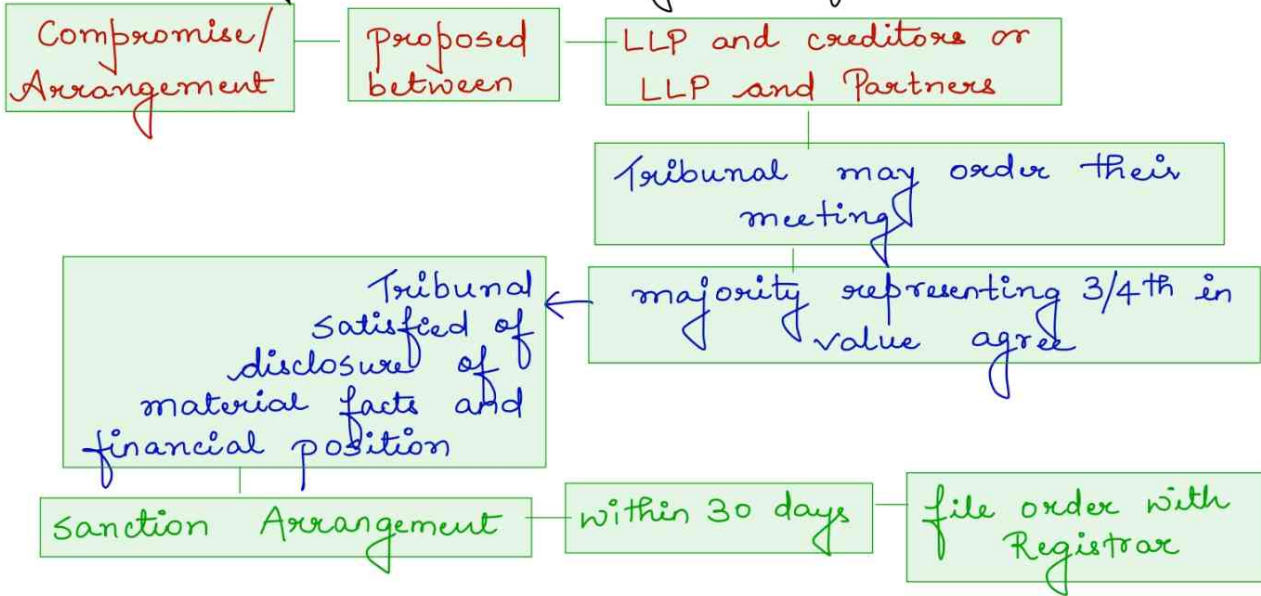 Compromise/
Arrangement
proposed
between
LLP and creditors or
LLP and Partners
Tribunal may order their
meeting
majority representing 3/4th in
value agree
Tribunal
satisfied of
disclosure of
material facts and
financial position
sanction Arrangement
within 30 days
file order with
Registrar